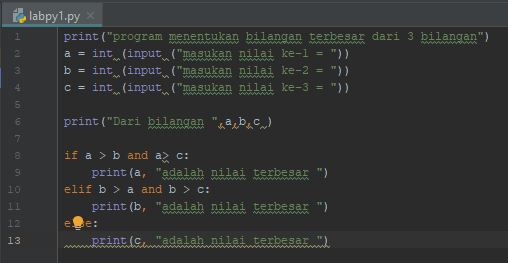 labpy1.py
1 print("program menentukan bilangan terbesar dari 3 bilangan")
2 a = int (input ("masukan nilai ke-1 = "))
3 b = int (input ("masukan nilai ke-2 = "))
4 c = int (input ("masukan nilai ke-3 = "))
5
6 print("Dari bilangan ",a,b,c )
7
8 if a > b and a> c:
9 print(a, "adalah nilai terbesar ")
10 elif b > a and b > c:
11 print(b, "adalah nilai terbesar ")
12 else:
13 print(c, "adalah nilai terbesar ")